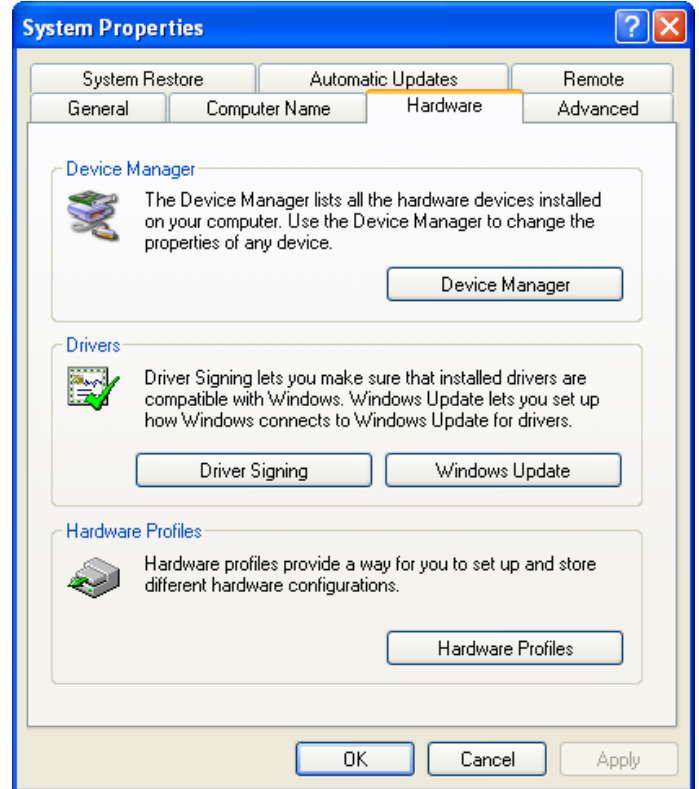 System Properties
System Restore Automatic Updates Remote
General Computer Name Hardware Advanced
Device Manager
The Device Manager lists all the hardware devices installed
on your computer. Use the Device Manager to change the
properties of any device.
Device Manager
Drivers
Driver Signing lets you make sure that installed drivers are
compatible with Windows. Windows Update lets you set up
how Windows connects to Windows Update for drivers.
Driver Signing Windows Update
Hardware Profiles
Hardware profiles provide a way for you to set up and store
different hardware configurations.
Hardware Profiles
OK Cancel Apply